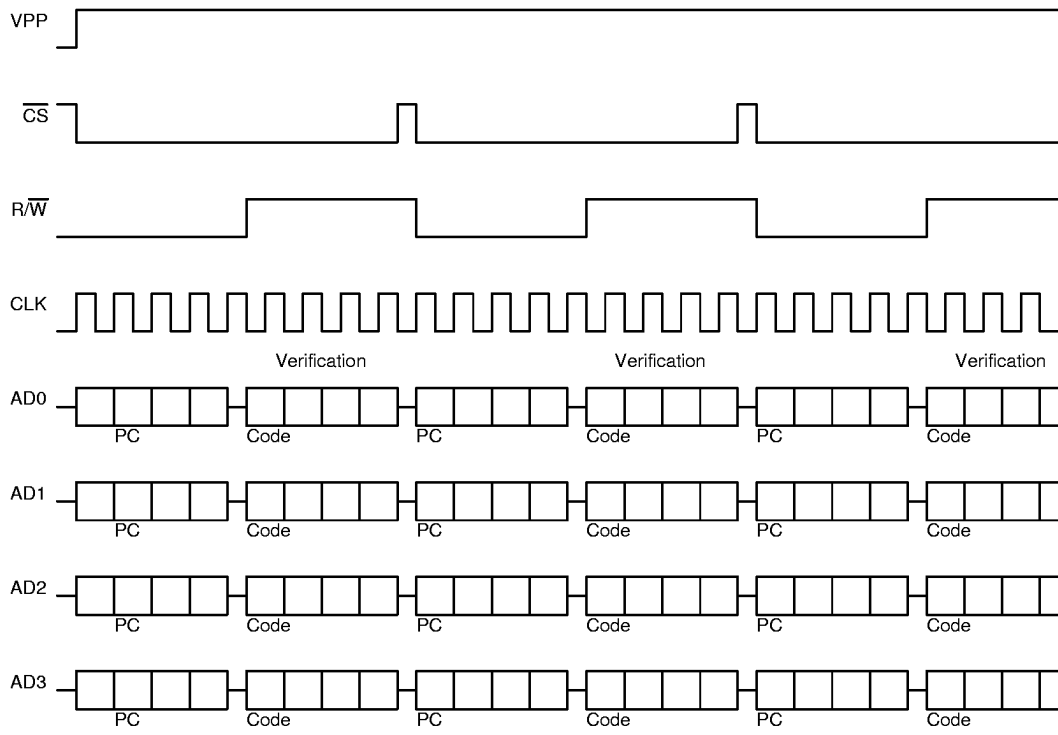 VPP
C̅S̅
R/W̅
CLK
Verification Verification Verification
AD0
PC Code PC Code PC Code
AD1
PC Code PC Code PC Code
AD2
PC Code PC Code PC Code
AD3
PC Code PC Code PC Code